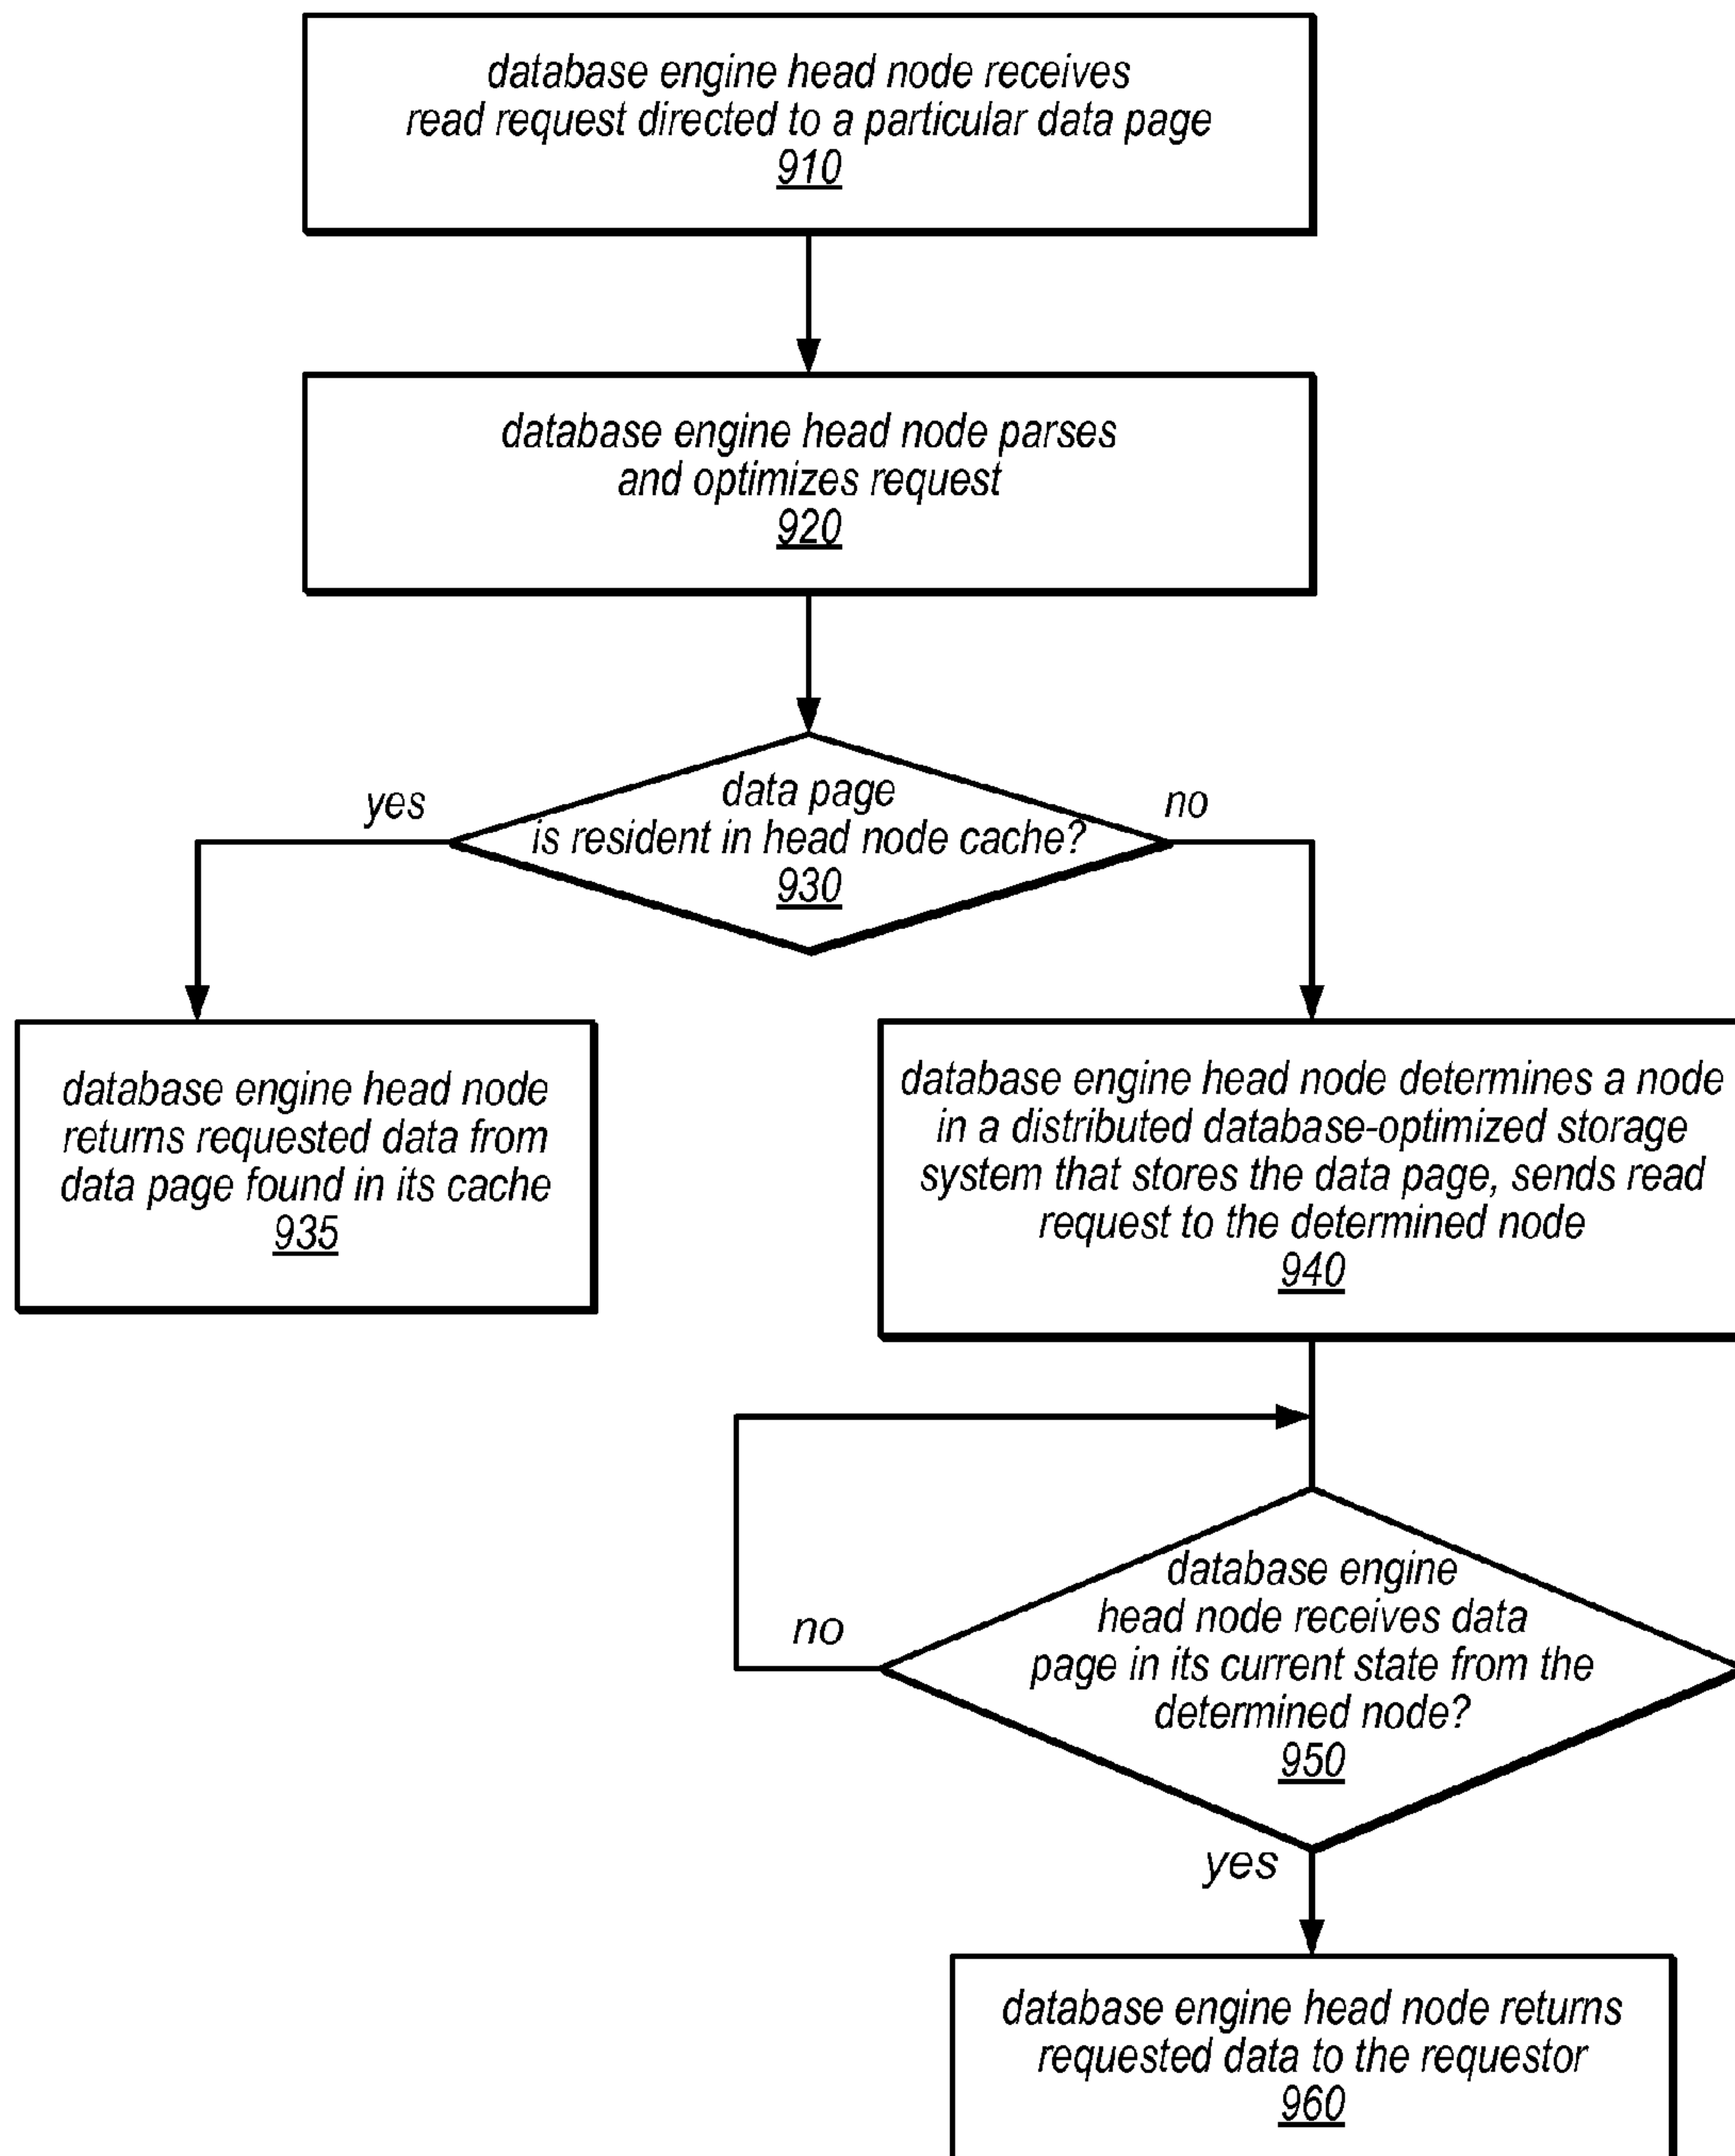 database engine head node receives
read request directed to a particular data page
910
database engine head node parses
and optimizes request
920
data page
is resident in head node cache?
930
yes
no
database engine head node
returns requested data from
data page found in its cache
935
database engine head node determines a node
in a distributed database-optimized storage
system that stores the data page, sends read
request to the determined node
940
database engine
head node receives data
page in its current state from the
determined node?
950
no
yes
database engine head node returns
requested data to the requestor
960